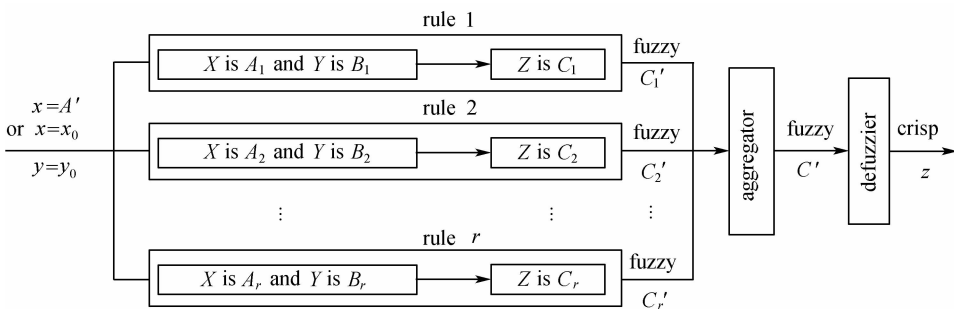 rule 1
X is A₁ and Y is B₁
Z is C₁
fuzzy
C₁′
x=A′
or x=x₀
y=y₀
rule 2
X is A₂ and Y is B₂
Z is C₂
fuzzy
C₂′
⋮ ⋮ ⋮
rule r
X is Aᵣ and Y is Bᵣ
Z is Cᵣ
fuzzy
Cᵣ′
aggregator
fuzzy
C′
defuzzier
crisp
z